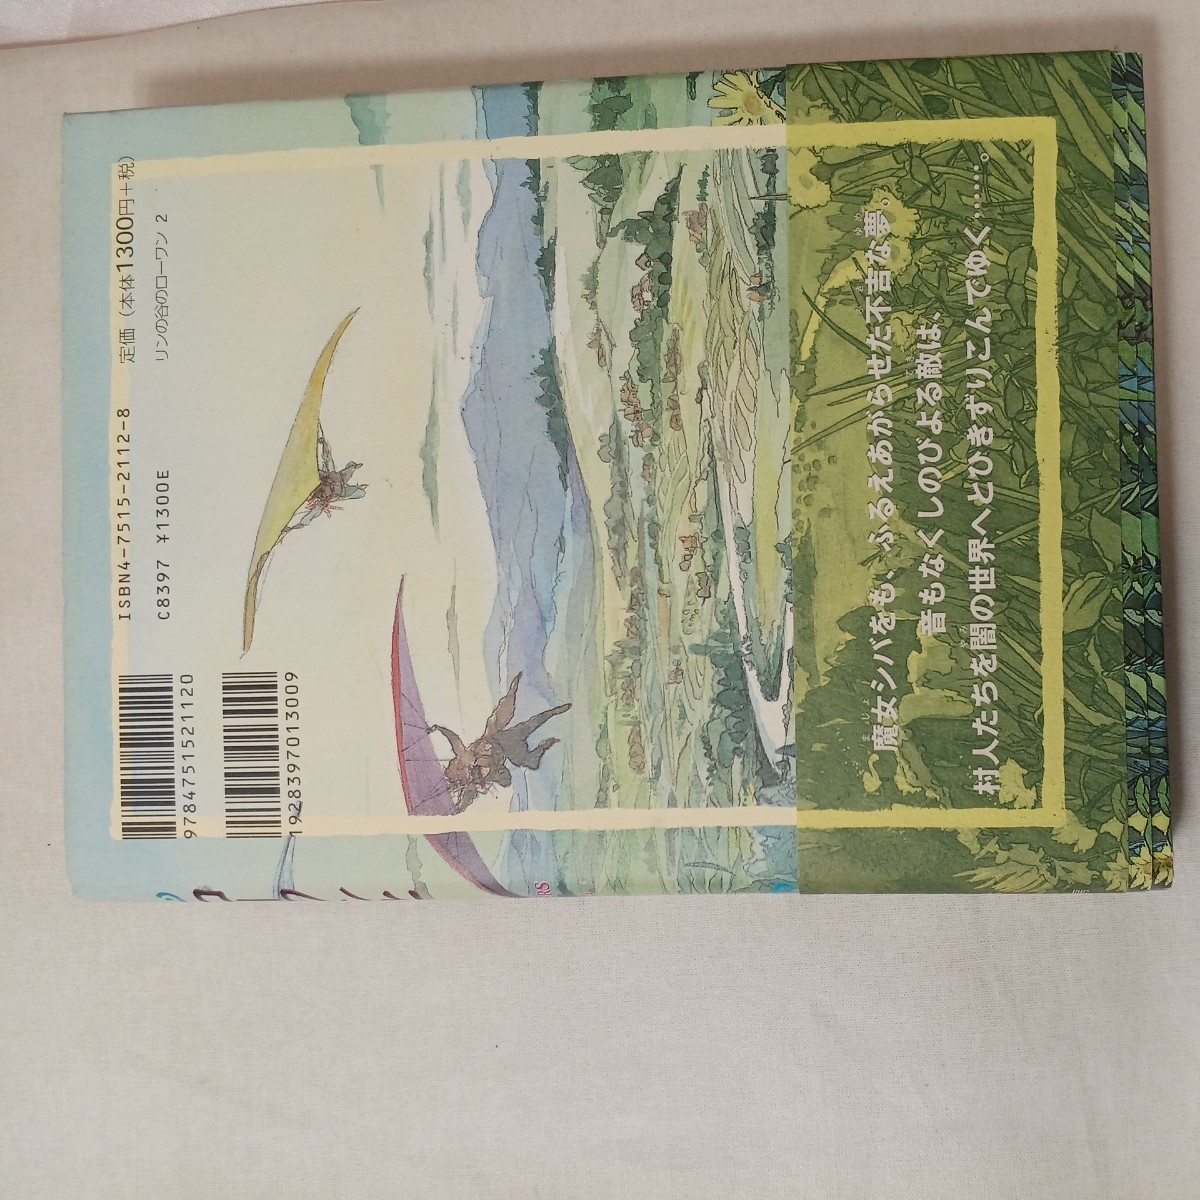 ISBN4-7515-2112-8
定価（本体1300円+税）
C8397 ¥1300E
リンの谷のローワン 2
9784751521120
1928397013009
魔女シバをも、ふるえあがらせた不吉な夢。
音もなくしのびよる敵は、
村人たちを闇の世界へとひきずりこんでゆく……。